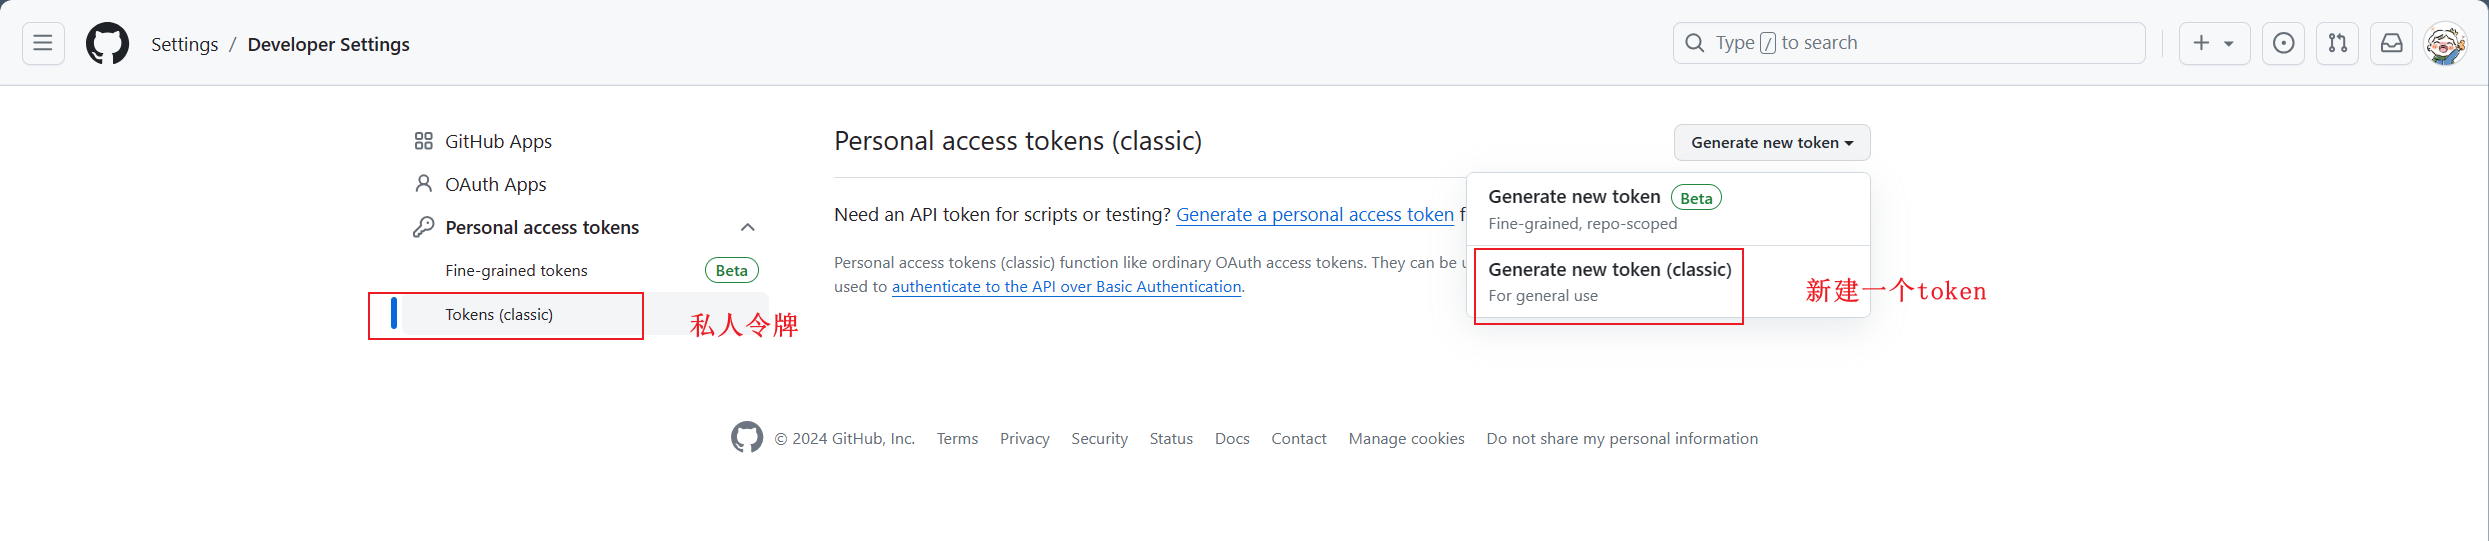 Settings / Developer Settings
Type / to search
GitHub Apps
OAuth Apps
Personal access tokens
Fine-grained tokens Beta
Tokens (classic)
私人令牌
Personal access tokens (classic)
Generate new token
Need an API token for scripts or testing? Generate a personal access token f
Personal access tokens (classic) function like ordinary OAuth access tokens. They can be u
used to authenticate to the API over Basic Authentication.
Generate new token Beta
Fine-grained, repo-scoped
Generate new token (classic)
For general use
新建一个token
© 2024 GitHub, Inc. Terms Privacy Security Status Docs Contact Manage cookies Do not share my personal information